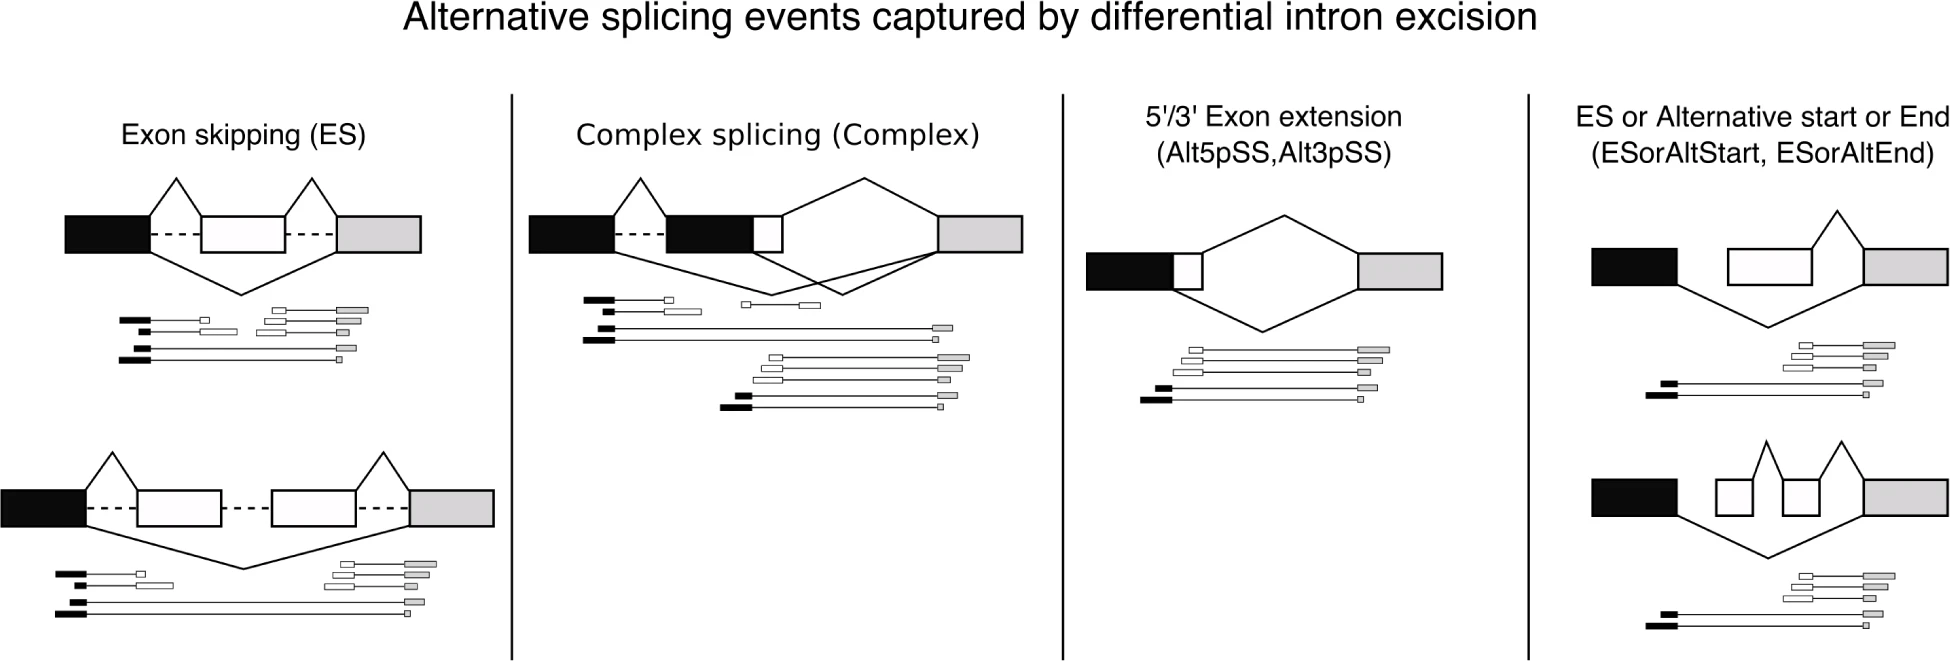 Alternative splicing events captured by differential intron excision
Exon skipping (ES)
Complex splicing (Complex)
5'/3' Exon extension
(Alt5pSS,Alt3pSS)
ES or Alternative start or End
(ESorAltStart, ESorAltEnd)